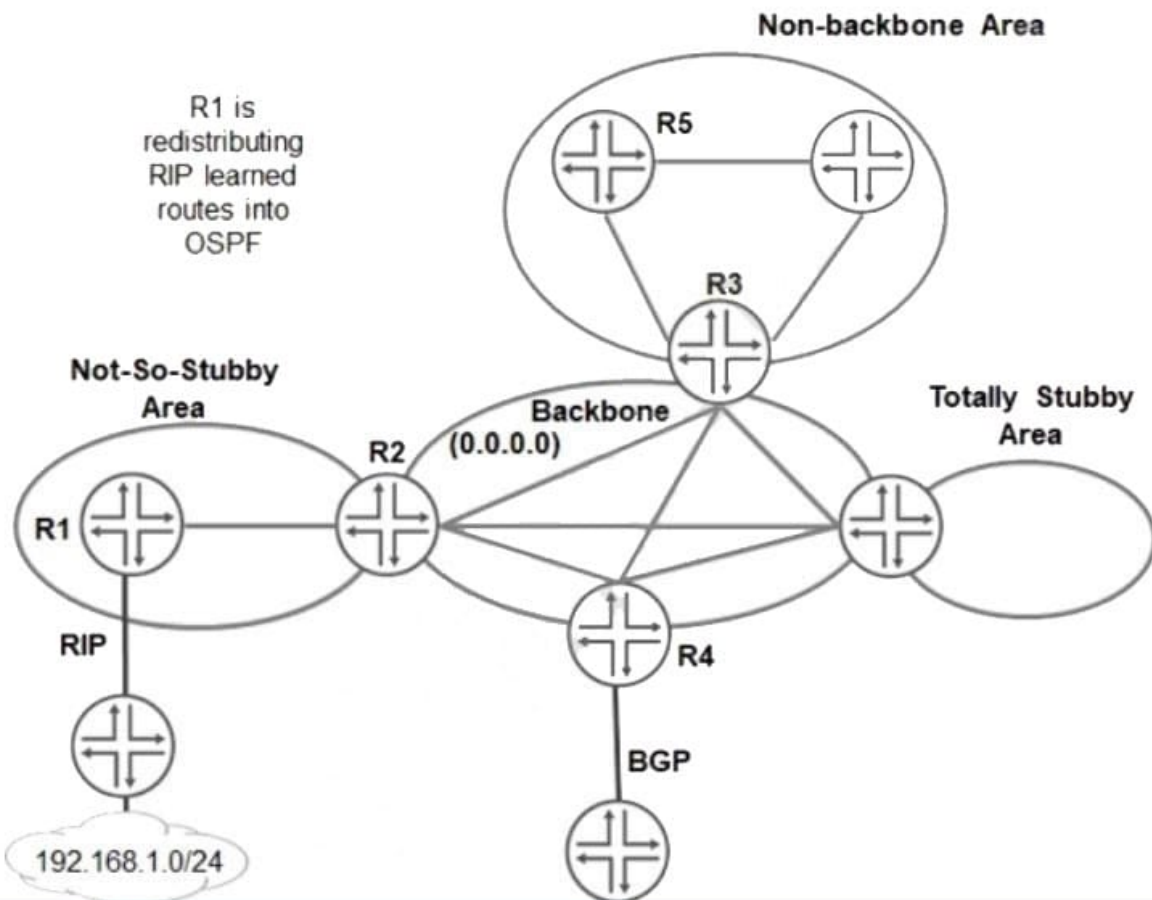 Non-backbone Area
R1 is
redistributing
RIP learned
routes into
OSPF
R5
R3
Not-So-Stubby
Area
Backbone
(0.0.0.0)
Totally Stubby
Area
R2
R1
RIP
R4
BGP
192.168.1.0/24